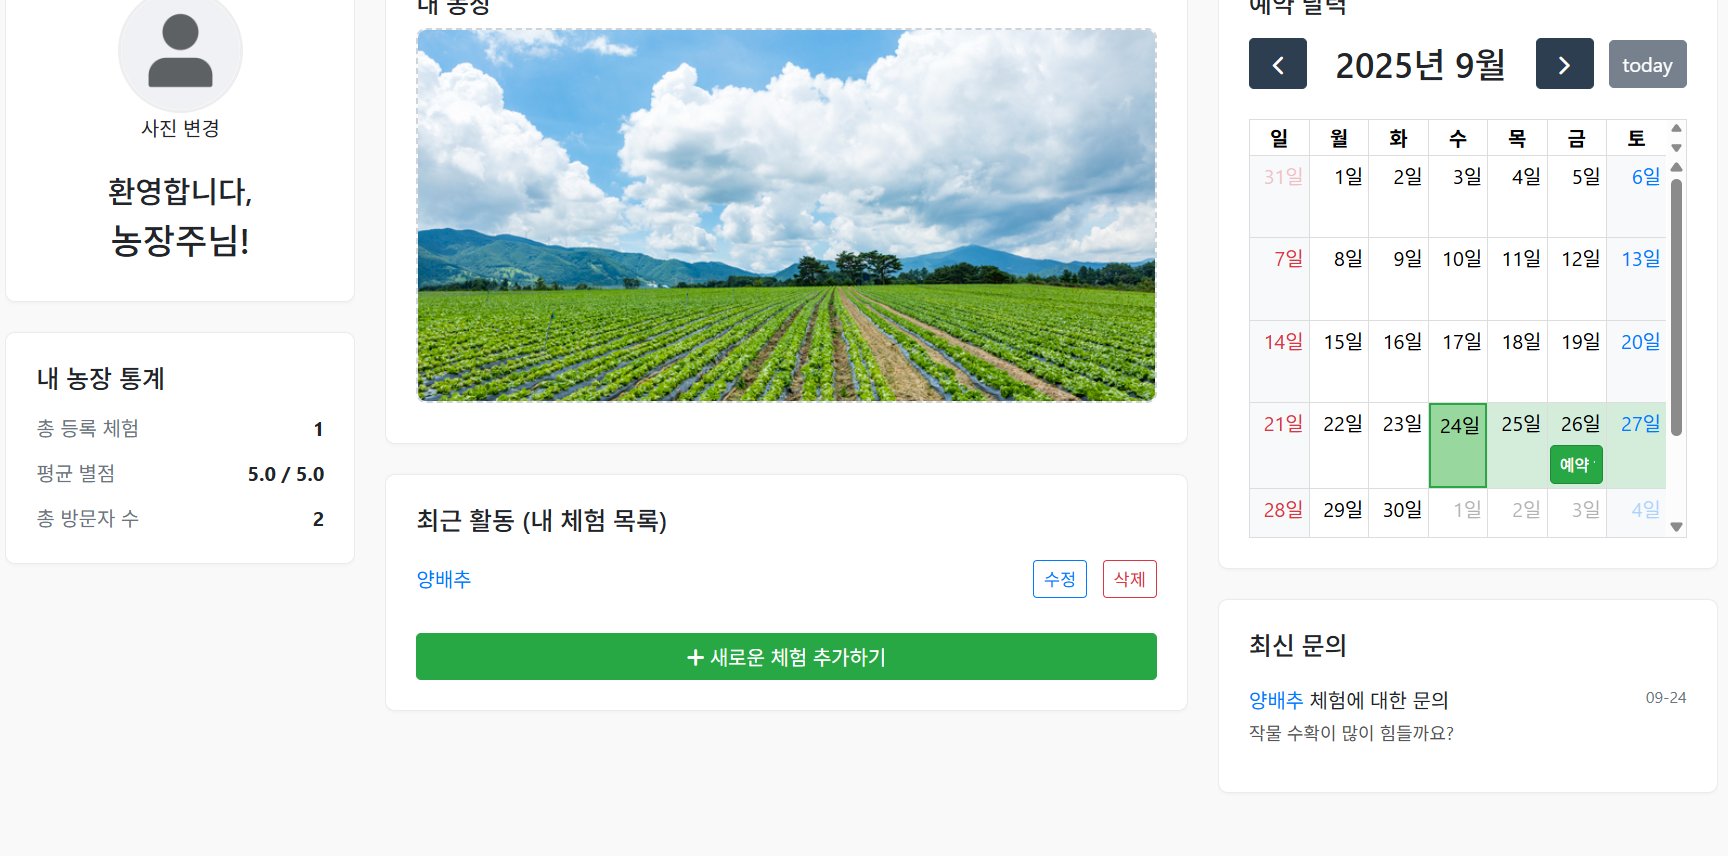 사진 변경
환영합니다,
농장주님!
내 농장 통계
총 등록 체험 1
평균 별점 5.0 / 5.0
총 방문자 수 2
내 농장
최근 활동 (내 체험 목록)
양배추 수정 삭제
+ 새로운 체험 추가하기
예약 달력
2025년 9월 today
일 월 화 수 목 금 토
31일 1일 2일 3일 4일 5일 6일
7일 8일 9일 10일 11일 12일 13일
14일 15일 16일 17일 18일 19일 20일
21일 22일 23일 24일 25일 26일 27일
예약
28일 29일 30일 1일 2일 3일 4일
최신 문의
양배추 체험에 대한 문의 09-24
작물 수확이 많이 힘들까요?